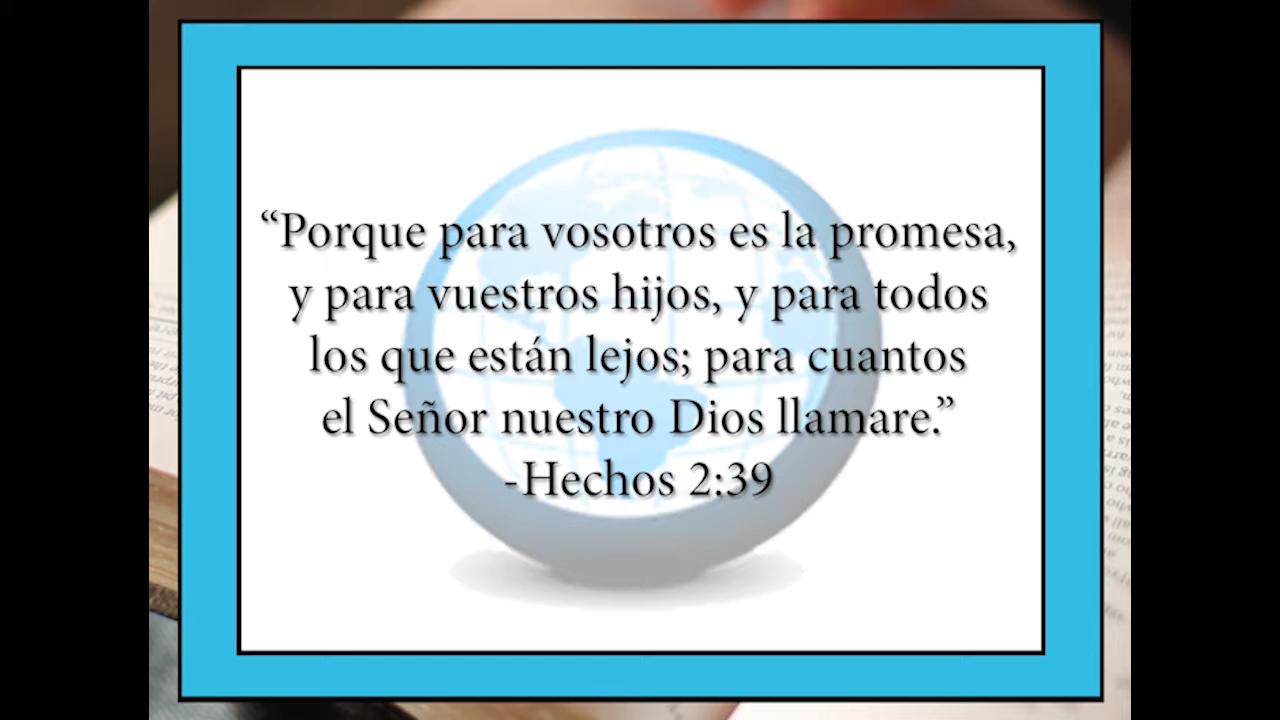 “Porque para vosotros es la promesa,
y para vuestros hijos, y para todos
los que están lejos; para cuantos
el Señor nuestro Dios llamare.”
-Hechos 2:39